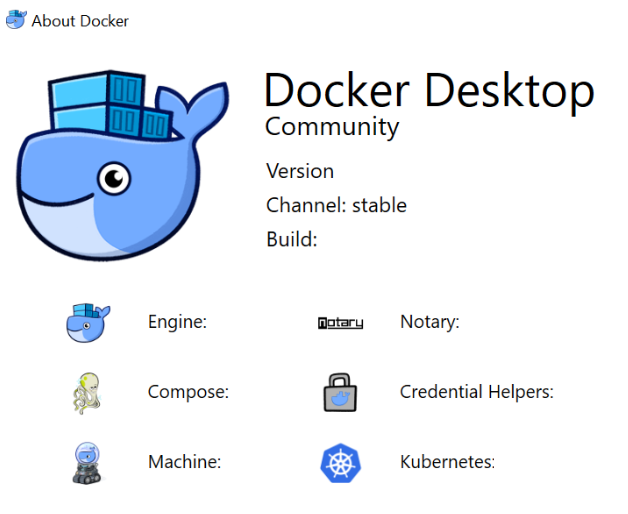 About Docker
Docker Desktop
Community
Version
Channel: stable
Build:
Engine:
notary
Notary:
Compose:
Credential Helpers:
Machine:
Kubernetes: